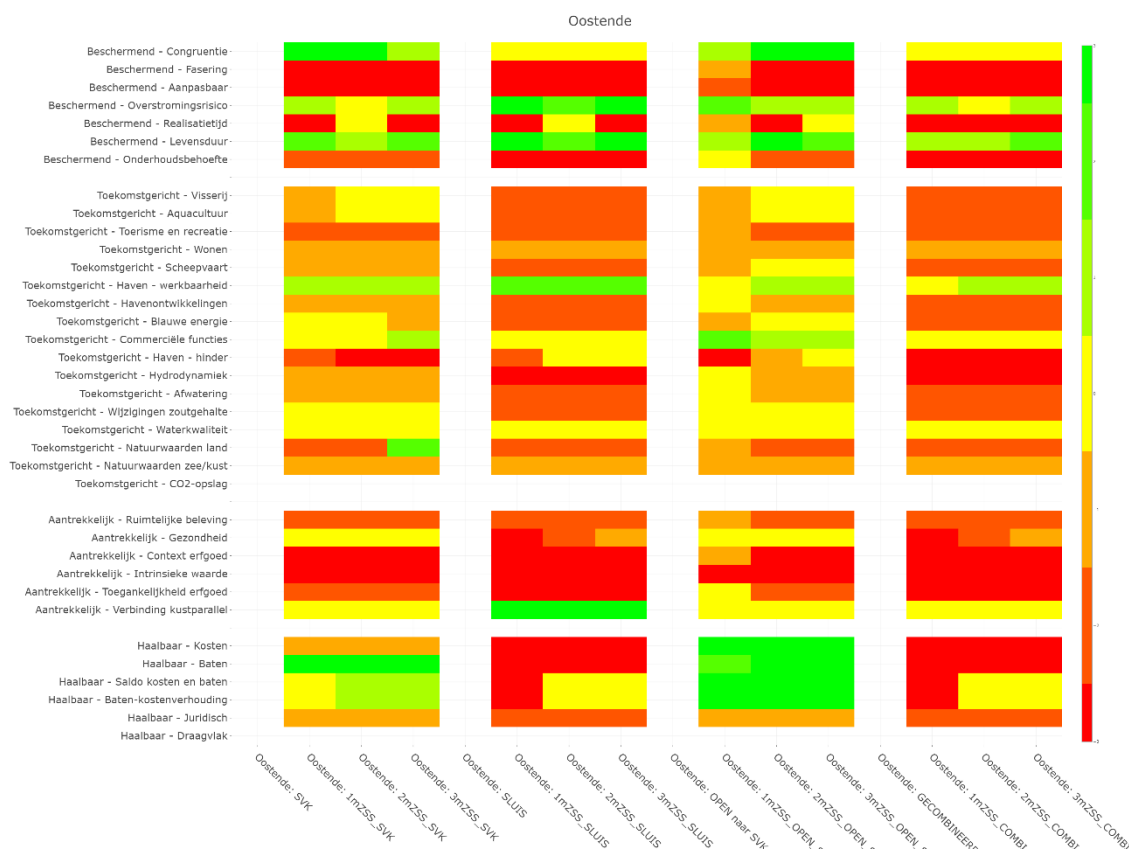 Oostende
Beschermend - Congruentie
Beschermend - Fasering
Beschermend - Aanpasbaar
Beschermend - Overstromingsrisico
Beschermend - Realisatietijd
Beschermend - Levensduur
Beschermend - Onderhoudsbehoefte
Toekomstgericht - Visserij
Toekomstgericht - Aquacultuur
Toekomstgericht - Toerisme en recreatie
Toekomstgericht - Wonen
Toekomstgericht - Scheepvaart
Toekomstgericht - Haven - werkbaarheid
Toekomstgericht - Havenontwikkelingen
Toekomstgericht - Blauwe energie
Toekomstgericht - Commerciële functies
Toekomstgericht - Haven - hinder
Toekomstgericht - Hydrodynamiek
Toekomstgericht - Afwatering
Toekomstgericht - Wijzigingen zoutgehalte
Toekomstgericht - Waterkwaliteit
Toekomstgericht - Natuurwaarden land
Toekomstgericht - Natuurwaarden zee/kust
Toekomstgericht - CO2-opslag
Aantrekkelijk - Ruimtelijke beleving
Aantrekkelijk - Gezondheid
Aantrekkelijk - Context erfgoed
Aantrekkelijk - Intrinsieke waarde
Aantrekkelijk - Toegankelijkheid erfgoed
Aantrekkelijk - Verbinding kustparallel
Haalbaar - Kosten
Haalbaar - Baten
Haalbaar - Saldo kosten en baten
Haalbaar - Baten-kostenverhouding
Haalbaar - Juridisch
Haalbaar - Draagvlak
Oostende: SVK
Oostende: 1mZSS_SVK
Oostende: 2mZSS_SVK
Oostende: 3mZSS_SVK
Oostende: SLUIS
Oostende: 1mZSS_SLUIS
Oostende: 2mZSS_SLUIS
Oostende: 3mZSS_SLUIS
Oostende: OPEN naar SVK
Oostende: 1mZSS_OPEN_
Oostende: 2mZSS_OPEN_
Oostende: 3mZSS_OPEN_
Oostende: GECOMBINEERD
Oostende: 1mZSS_COMBI
Oostende: 2mZSS_COMBI
Oostende: 3mZSS_COMBI